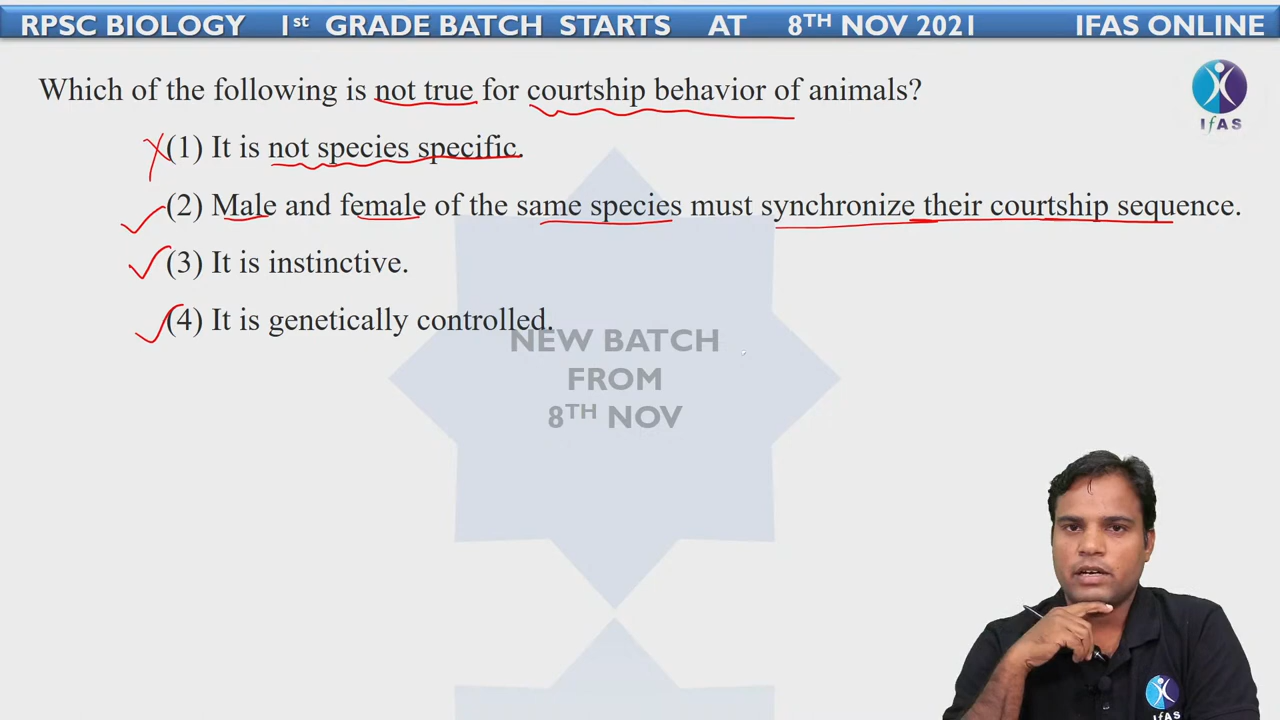 RPSC BIOLOGY 1st GRADE BATCH STARTS AT 8TH NOV 2021 IFAS ONLINE
Which of the following is not true for courtship behavior of animals?
IfAS
(1) It is not species specific.
(2) Male and female of the same species must synchronize their courtship sequence.
(3) It is instinctive.
(4) It is genetically controlled.
NEW BATCH
FROM
8TH NOV
IfAS